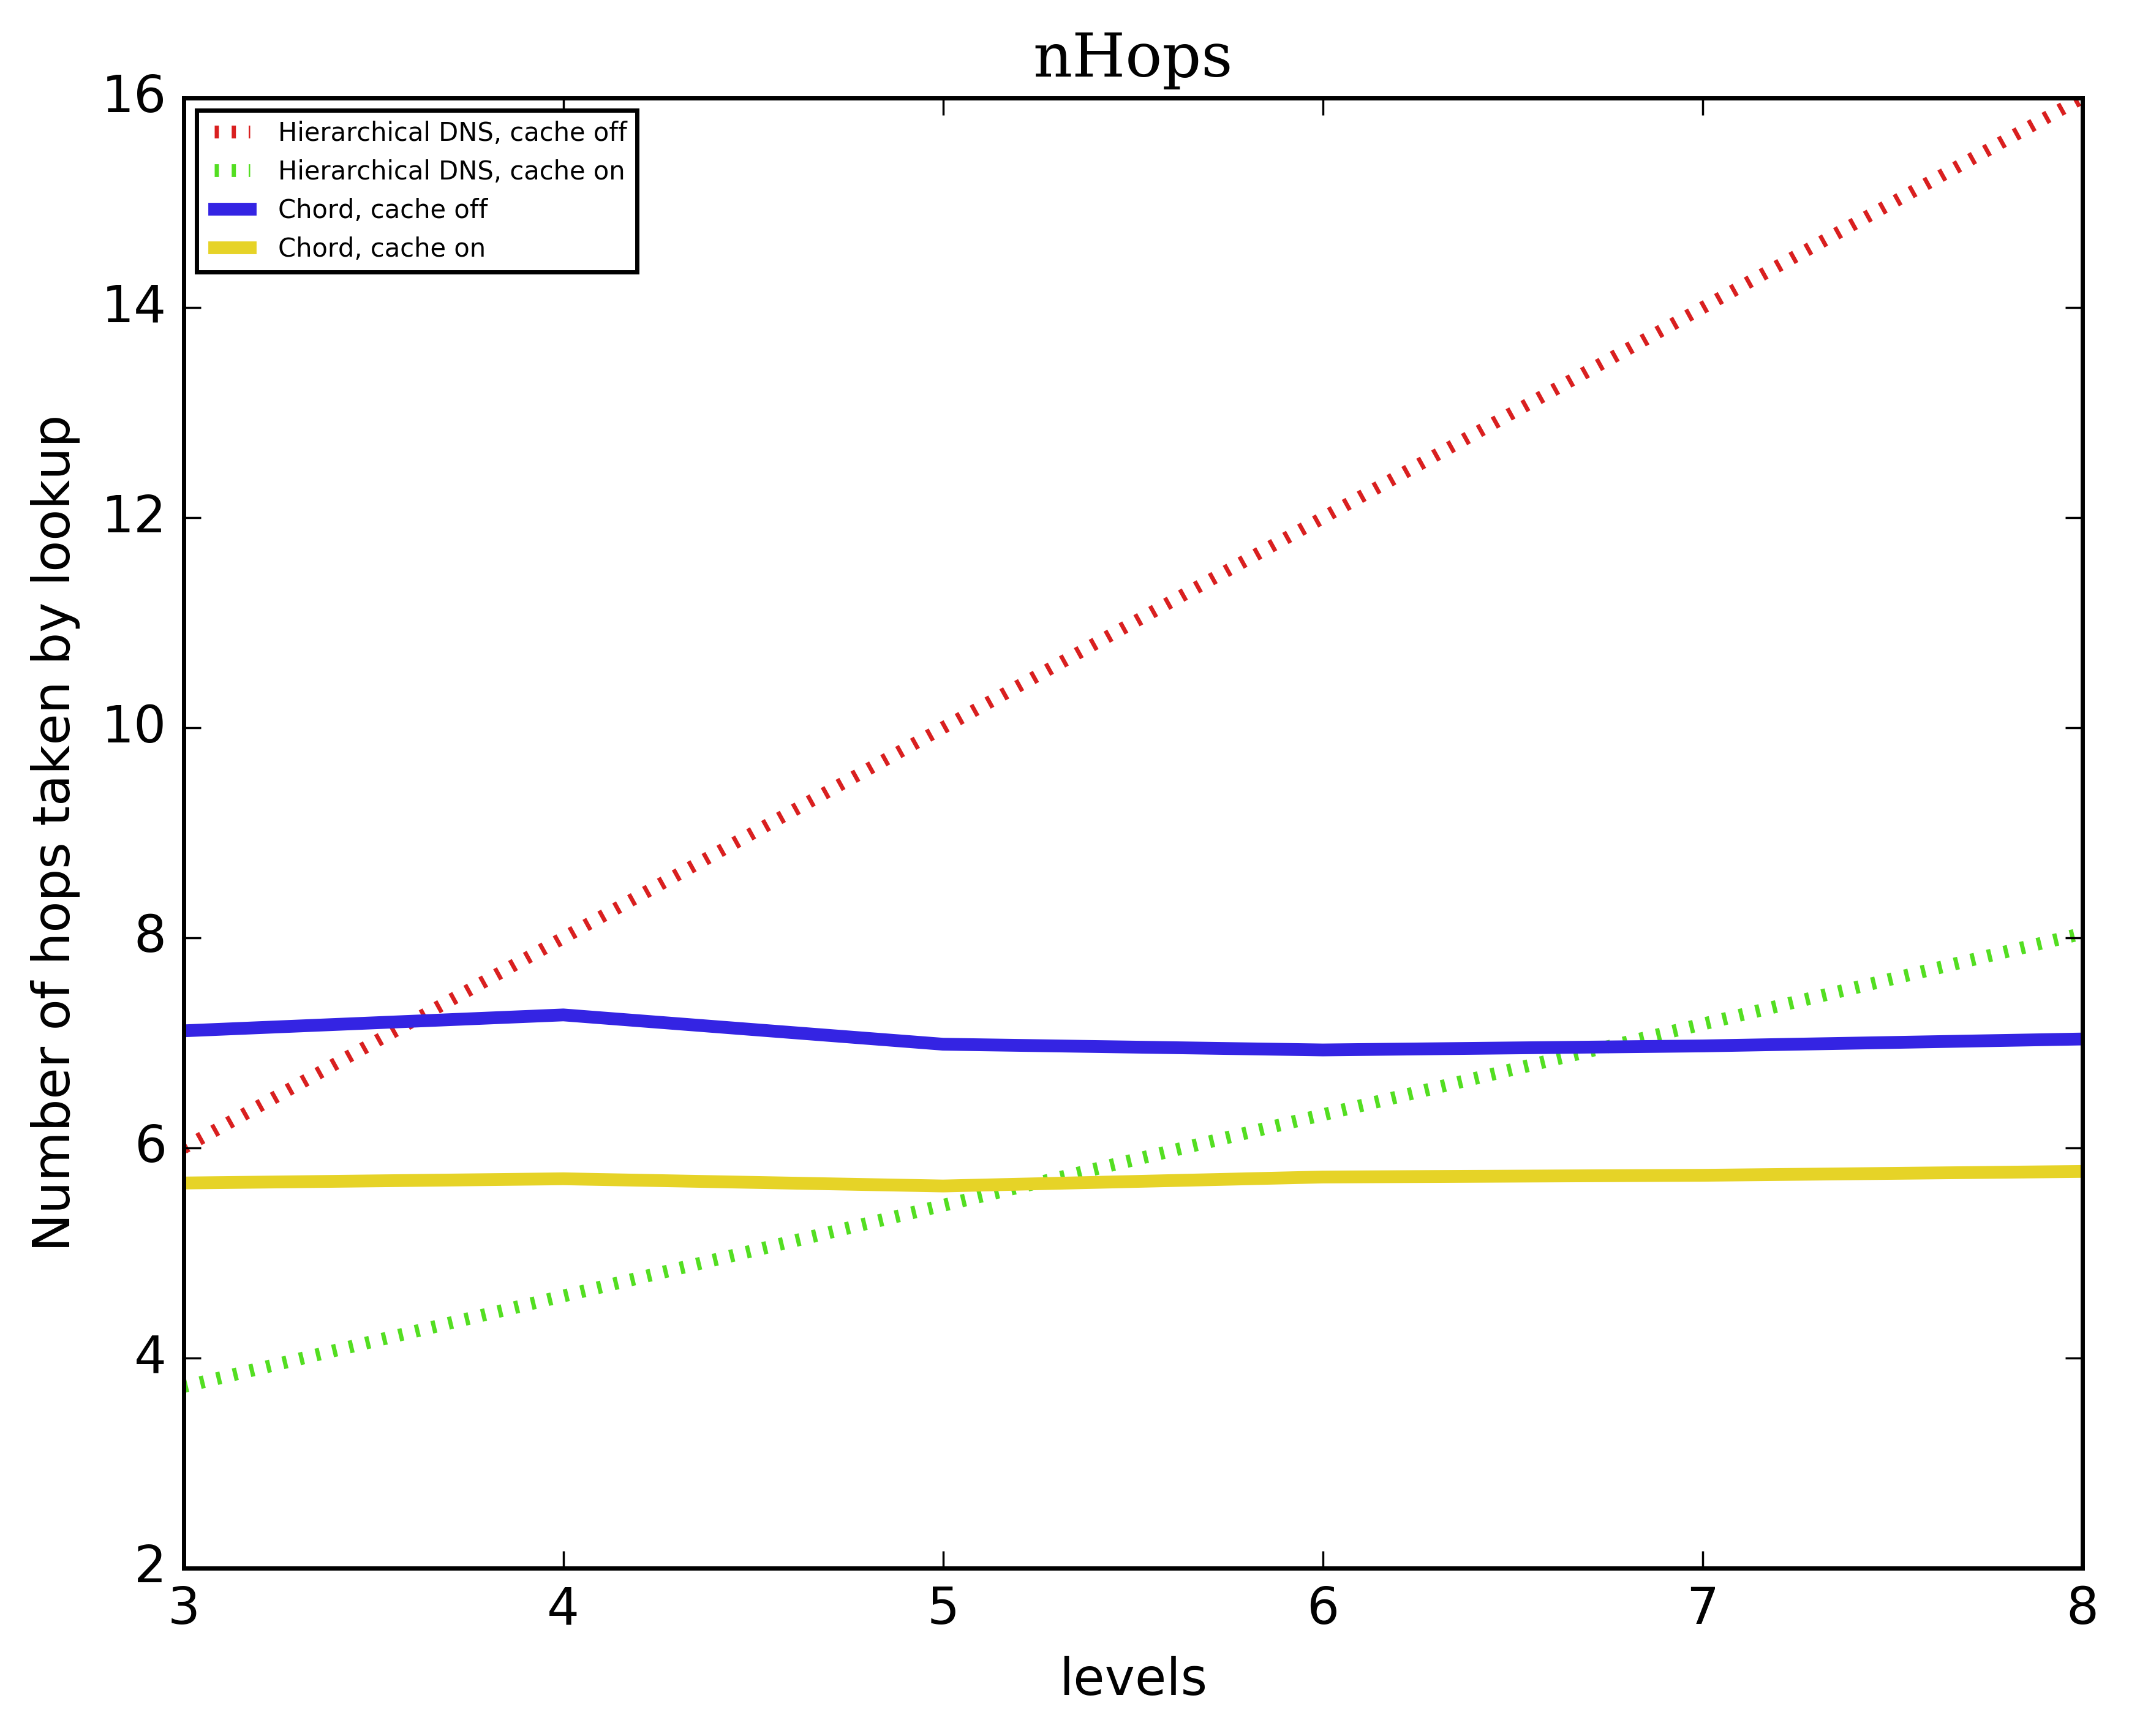 nHops
16
14
12
10
8
6
4
2
Number of hops taken by lookup
Hierarchical DNS, cache off
Hierarchical DNS, cache on
Chord, cache off
Chord, cache on
3 4 5 6 7 8
levels